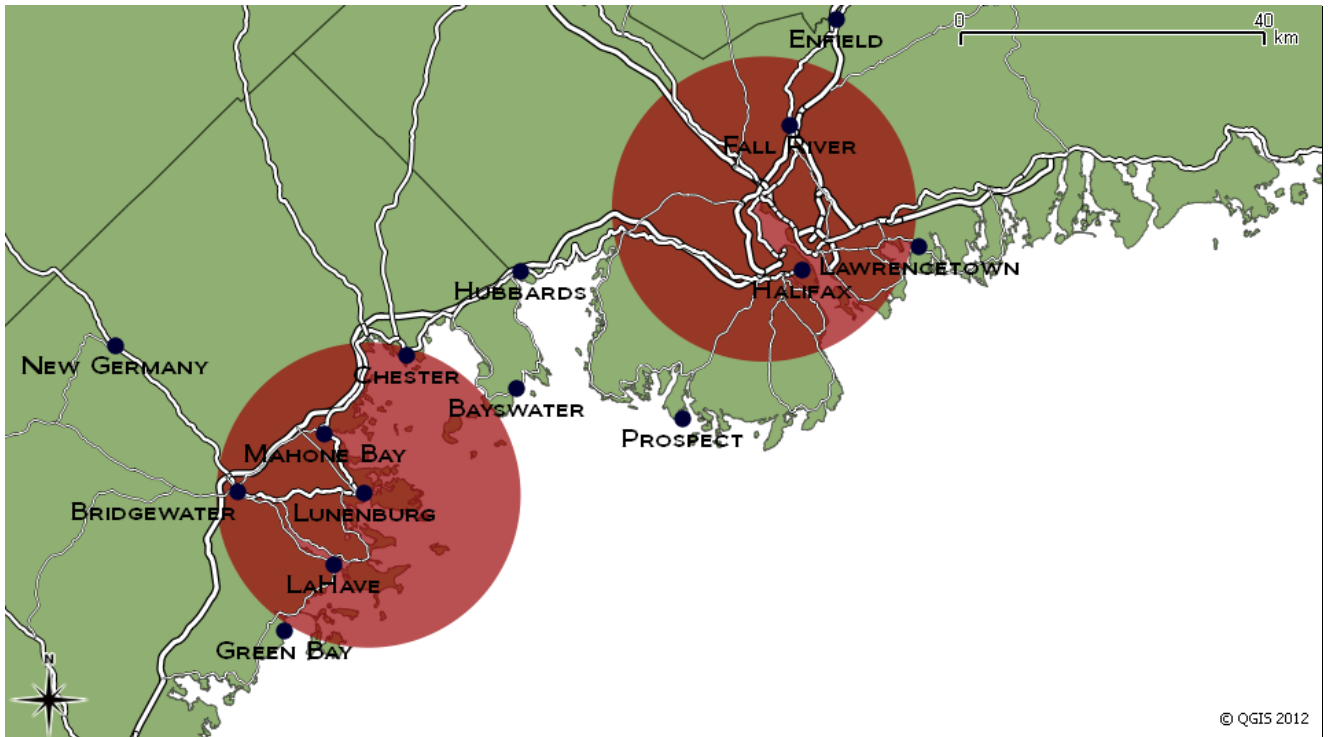 Enfield
0 40
km
Fall River
Lawrencetown
Halifax
Hubbards
New Germany
Chester
Bayswater
Prospect
Mahone Bay
Bridgewater
Lunenburg
LaHave
Green Bay
N
© QGIS 2012